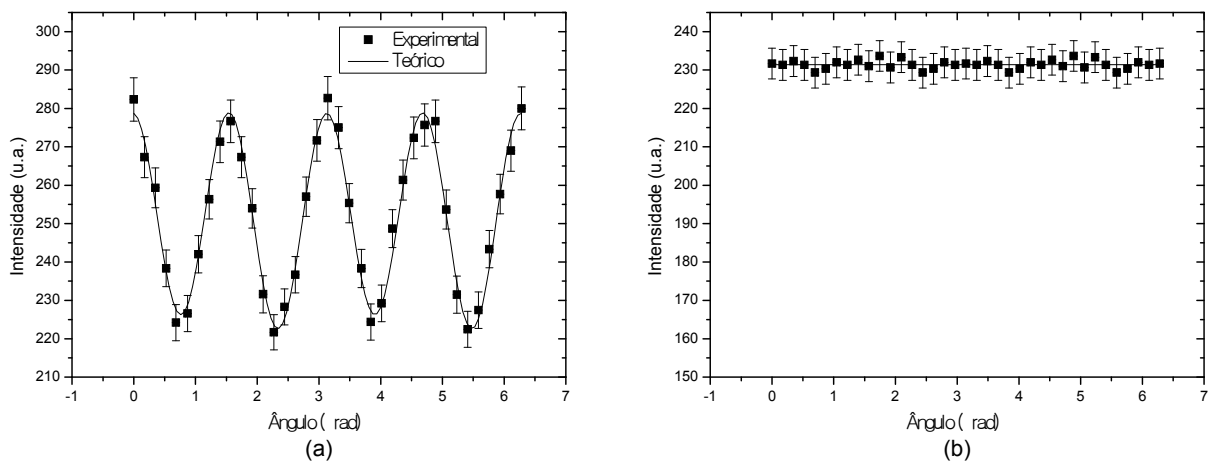 300
290
280
270
260
250
240
230
220
210
Intensidade (u.a.)
Experimental
Teórico
-1 0 1 2 3 4 5 6 7
Ângulo ( rad)
(a)
240
230
220
210
200
190
180
170
160
150
Intensidade (u.a.)
-1 0 1 2 3 4 5 6 7
Ângulo ( rad)
(b)